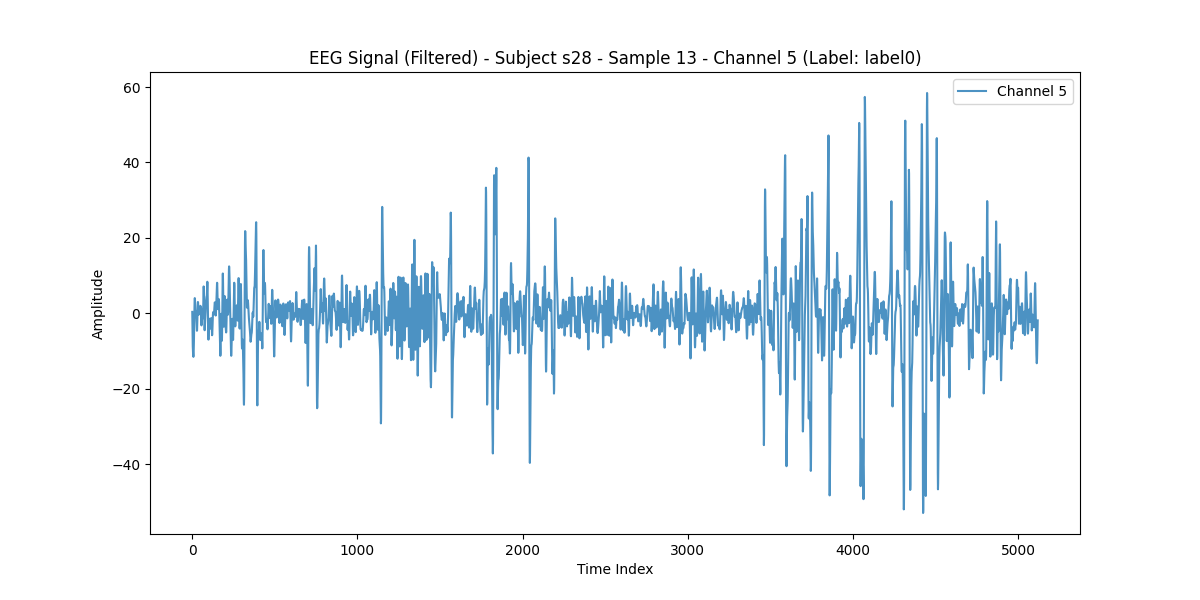 EEG Signal (Filtered) - Subject s28 - Sample 13 - Channel 5 (Label: label0)
Channel 5
60
40
20
0
−20
−40
Amplitude
0 1000 2000 3000 4000 5000
Time Index